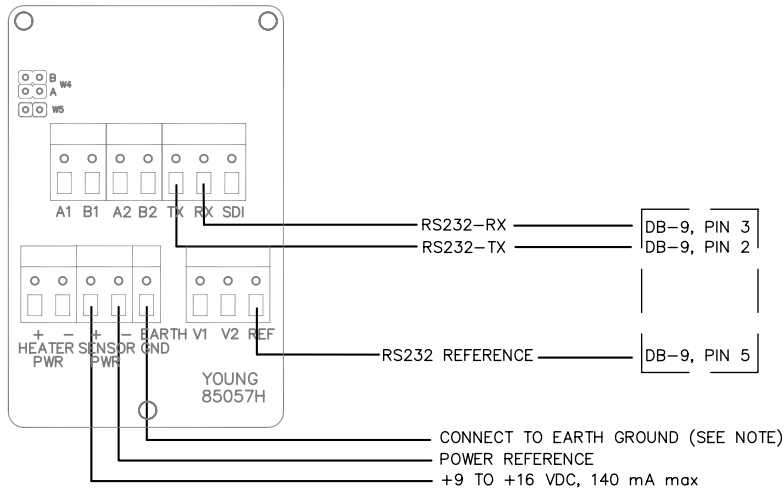 B
W4
A
W5
A1 B1 A2 B2 TX RX SDI
RS232-RX
DB-9, PIN 3
RS232-TX
DB-9, PIN 2
+ - + - EARTH V1 V2 REF
HEATER SENSOR GND
PWR PWR
RS232 REFERENCE
DB-9, PIN 5
YOUNG
85057H
CONNECT TO EARTH GROUND (SEE NOTE)
POWER REFERENCE
+9 TO +16 VDC, 140 mA max